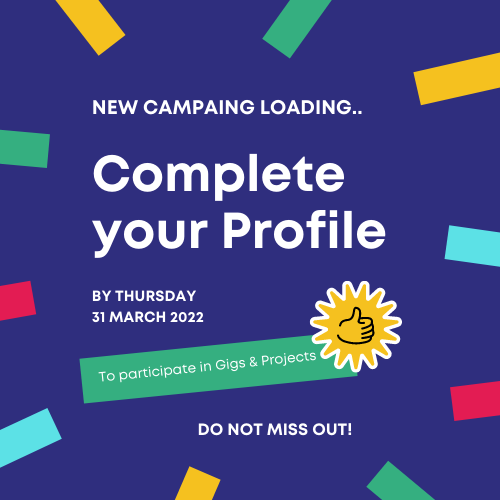 NEW CAMPAING LOADING..
Complete
your Profile
BY THURSDAY
31 MARCH 2022
To participate in Gigs & Projects
DO NOT MISS OUT!